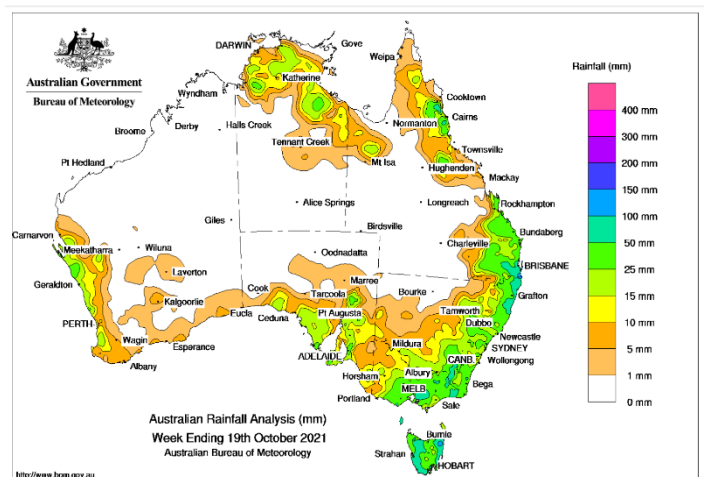 Australian Government
Bureau of Meteorology
DARWIN
Gove
Weipa
Katherine
Wyndham
Cooktown
Cairns
Derby
Broome
Halls Creek
Normanton
Tennant Creek
Townsville
Pt Hedland
Mt Isa
Hughenden
Mackay
Alice Springs
Longreach
Rockhampton
Giles
Birdsville
Carnarvon
Bundaberg
Meekatharra
Wiluna
Charleville
Oodnadatta
BRISBANE
Laverton
Geraldton
Marree
Cook
Tarcoola
Bourke
Grafton
Kalgoorlie
Eucla
Ceduna
Pt Augusta
Tamworth
PERTH
Dubbo
Newcastle
Wagin
Esperance
Mildura
SYDNEY
ADELAIDE
CANB.
Wollongong
Albany
Horsham
Albury
Bega
Portland
MELB
Sale
Burnie
Strahan
HOBART
Australian Rainfall Analysis (mm)
Week Ending 19th October 2021
Australian Bureau of Meteorology
http://www.bom.gov.au
Rainfall (mm)
400 mm
300 mm
200 mm
150 mm
100 mm
50 mm
25 mm
15 mm
10 mm
5 mm
1 mm
0 mm